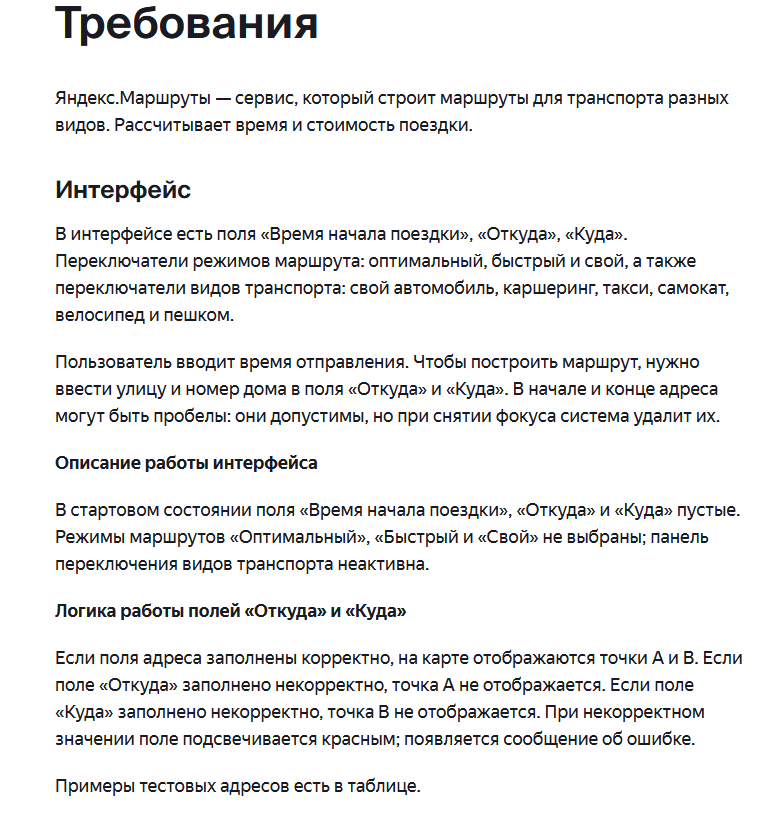 Требования
Яндекс.Маршруты — сервис, который строит маршруты для транспорта разных
видов. Рассчитывает время и стоимость поездки.
Интерфейс
В интерфейсе есть поля «Время начала поездки», «Откуда», «Куда».
Переключатели режимов маршрута: оптимальный, быстрый и свой, а также
переключатели видов транспорта: свой автомобиль, каршеринг, такси, самокат,
велосипед и пешком.
Пользователь вводит время отправления. Чтобы построить маршрут, нужно
ввести улицу и номер дома в поля «Откуда» и «Куда». В начале и конце адреса
могут быть пробелы: они допустимы, но при снятии фокуса система удалит их.
Описание работы интерфейса
В стартовом состоянии поля «Время начала поездки», «Откуда» и «Куда» пустые.
Режимы маршрутов «Оптимальный», «Быстрый и «Свой» не выбраны; панель
переключения видов транспорта неактивна.
Логика работы полей «Откуда» и «Куда»
Если поля адреса заполнены корректно, на карте отображаются точки А и В. Если
поле «Откуда» заполнено некорректно, точка А не отображается. Если поле
«Куда» заполнено некорректно, точка В не отображается. При некорректном
значении поле подсвечивается красным; появляется сообщение об ошибке.
Примеры тестовых адресов есть в таблице.